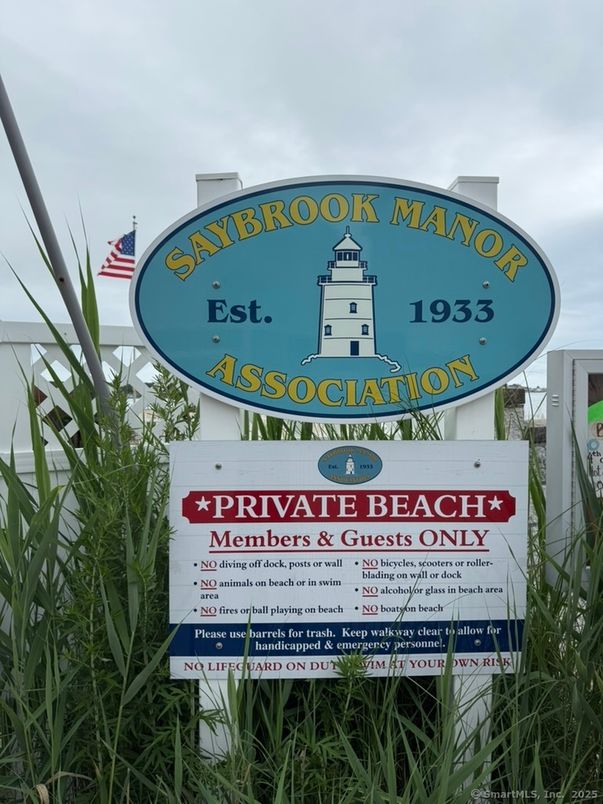 SAYBROOK MANOR
Est. 1933
ASSOCIATION
Est. 1933
PRIVATE BEACH
Members & Guests ONLY
• NO diving off dock, posts or wall
• NO animals on beach or in swim
area
• NO fires or ball playing on beach
• NO bicycles, scooters or roller-
blading on wall or dock
• NO alcohol or glass in beach area
• NO boats on beach
Please use barrels for trash. Keep walkway clear to allow for
handicapped & emergency personnel.
NO LIFEGUARD ON DUTY SWIM AT YOUR OWN RISK
©SmartMLS, Inc. 2025